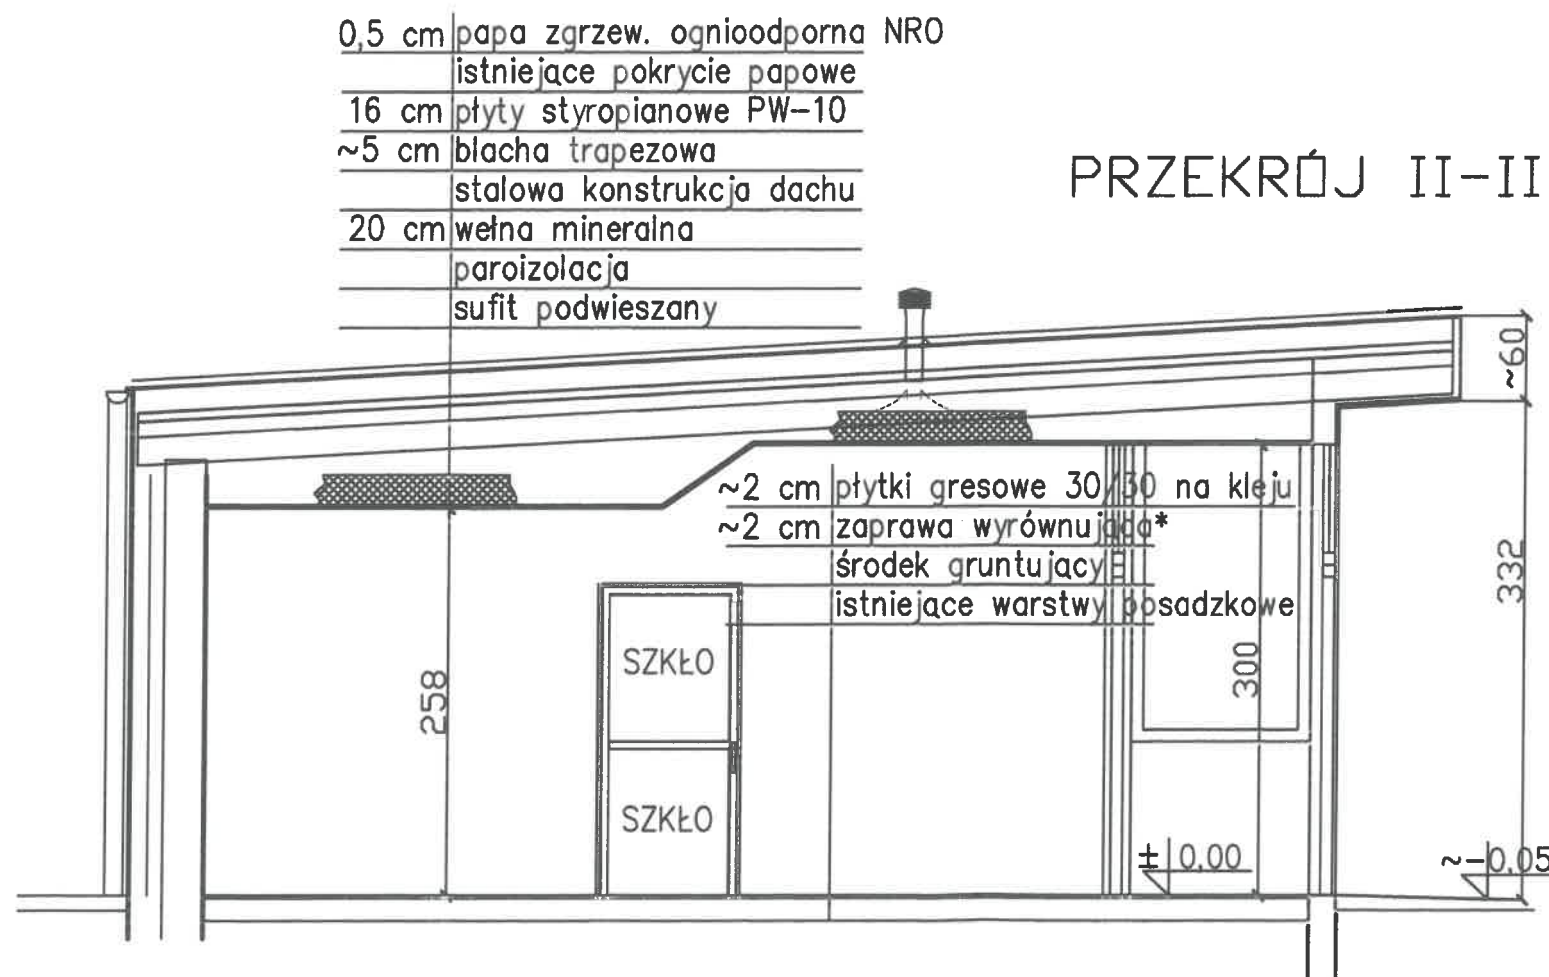 0,5 cm papa zgrzew. ognioodporna NRO
istniejące pokrycie papowe
16 cm płyty styropianowe PW-10
~5 cm blacha trapezowa
stalowa konstrukcja dachu
20 cm wełna mineralna
paroizolacja
sufit podwieszany
PRZEKRÓJ II-II
~60
~2 cm płytki gresowe 30/30 na kleju
~2 cm zaprawa wyrównująca*
środek gruntujący
istniejące warstwy posadzkowe
332
300
258
SZKŁO
SZKŁO
± 0,00
~-0,05